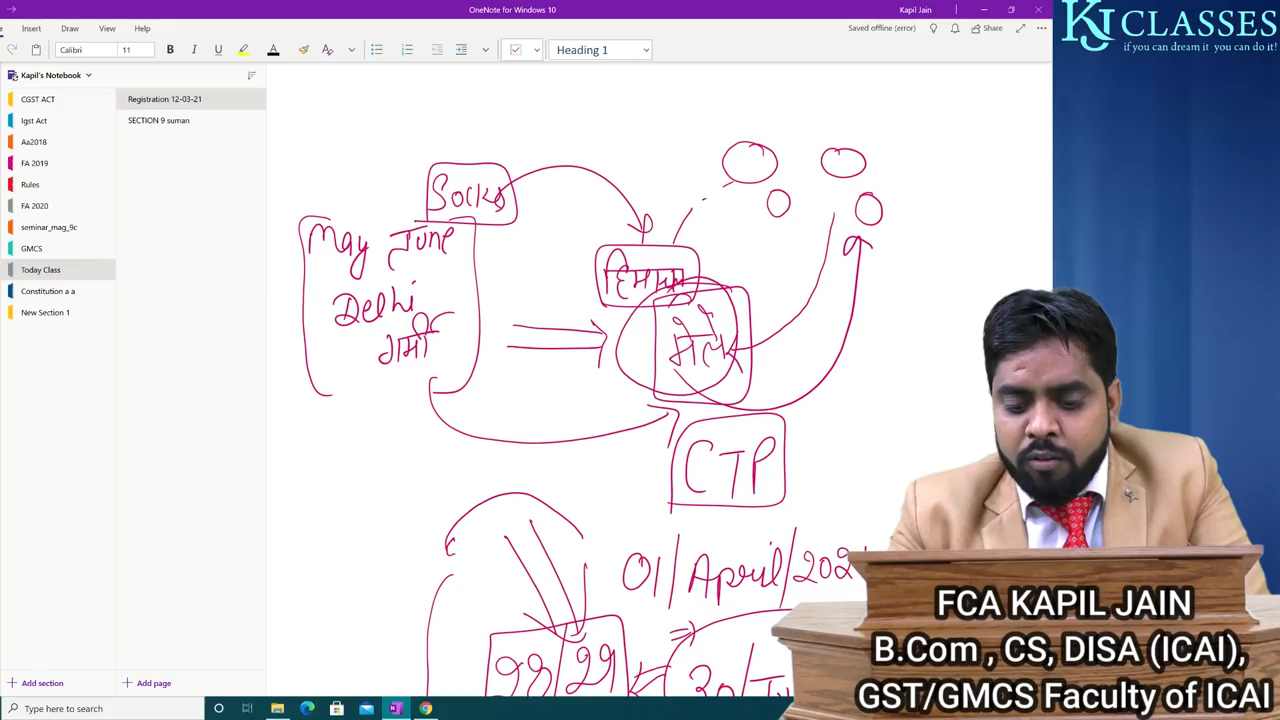 OneNote for Windows 10
Kapil Jain
Insert Draw View Help
Saved offline (error)
Share
Calibri 11 B I U A
Heading 1
Kapil's Notebook
CGST ACT
Igst Act
Aa2018
FA 2019
Rules
FA 2020
seminar_mag_9c
GMCS
Today Class
Constitution a a
New Section 1
Registration 12-03-21
SECTION 9 suman
Socks
May June
Delhi
गर्मी
CTP
01/April/202
29
30/Ju
Add section
Add page
Type here to search
KJ CLASSES
if you can dream it you can do it!
FCA KAPIL JAIN
B.Com , CS, DISA (ICAI),
GST/GMCS Faculty of ICAI